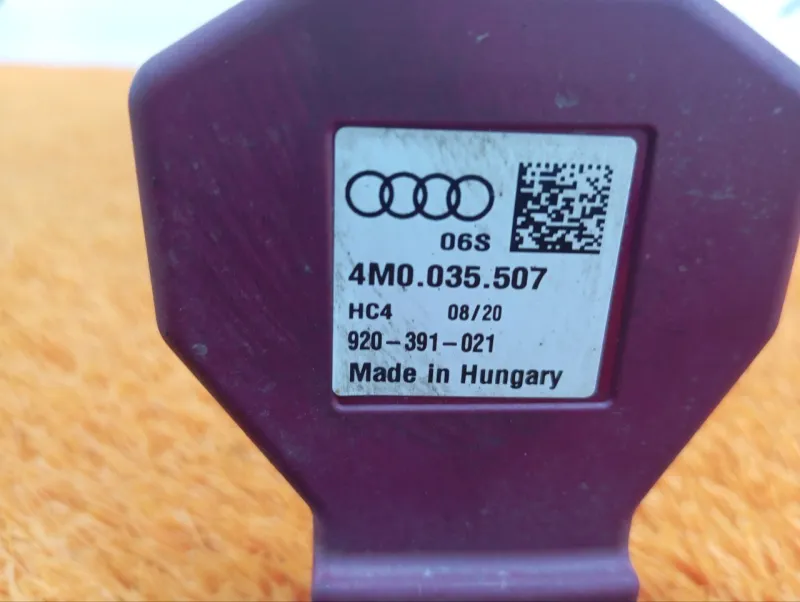 06S
4M0.035.507
HC4 08/20
920-391-021
Made in Hungary